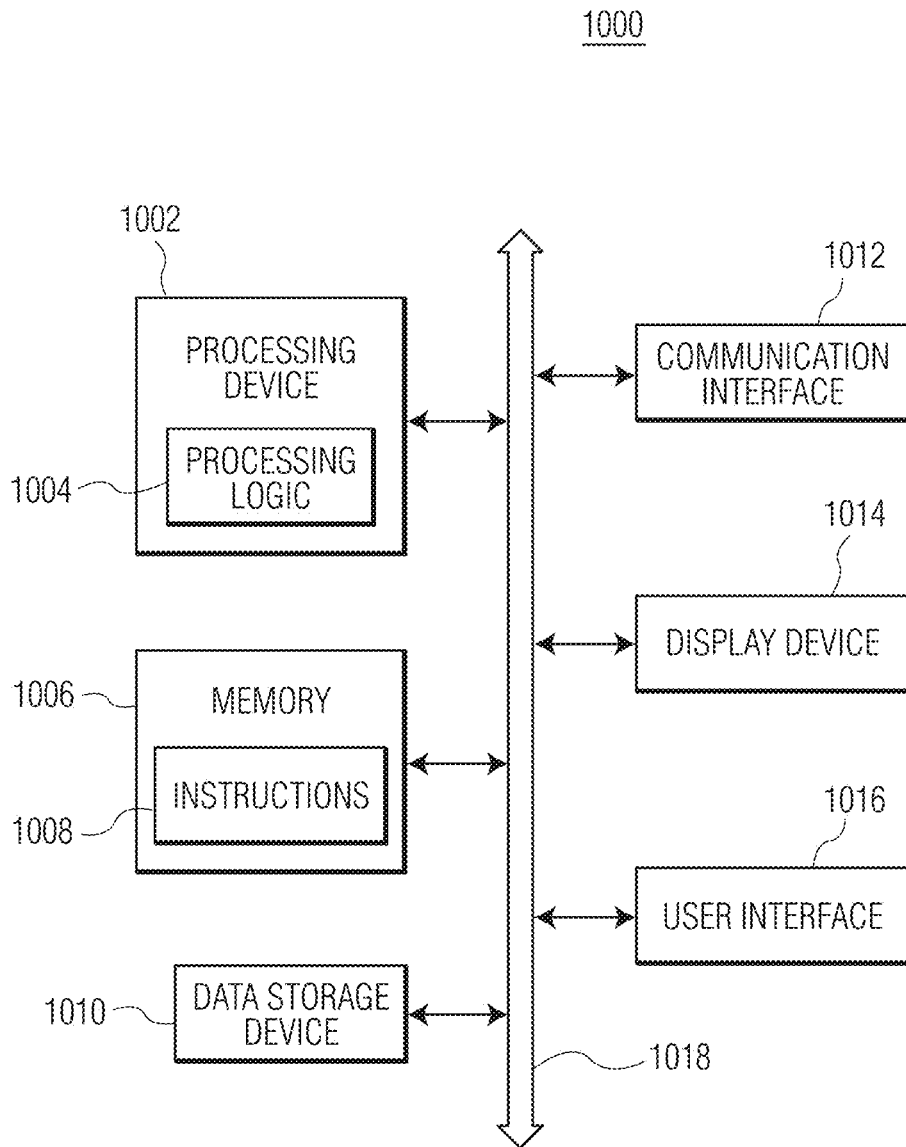 1000
1002
PROCESSING
DEVICE
1004
PROCESSING
LOGIC
1006
MEMORY
1008
INSTRUCTIONS
1010
DATA STORAGE
DEVICE
1012
COMMUNICATION
INTERFACE
1014
DISPLAY DEVICE
1016
USER INTERFACE
1018